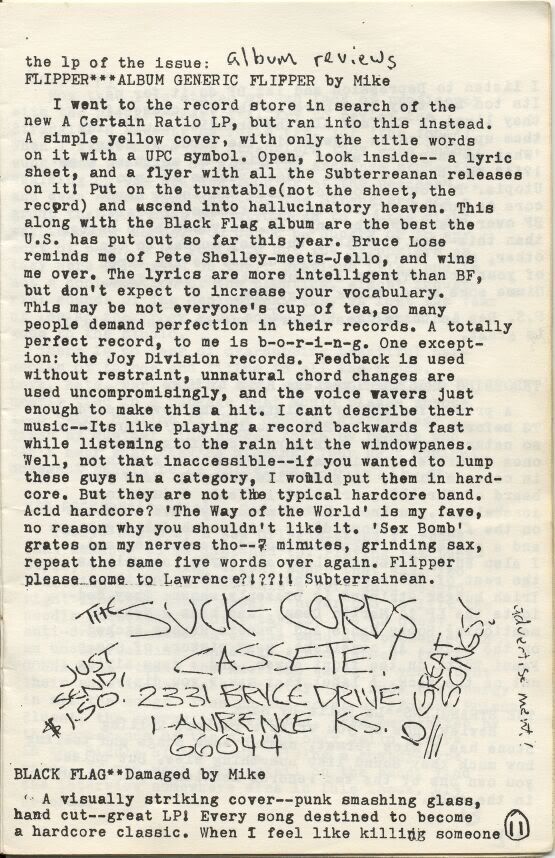 the lp of the issue: album reviews
FLIPPER***ALBUM GENERIC FLIPPER by Mike
I went to the record store in search of the
new A Certain Ratio LP, but ran into this instead.
A simple yellow cover, with only the title words
on it with a UPC symbol. Open, look inside-- a lyric
sheet, and a flyer with all the Subterreanan releases
on it! Put on the turntable(not the sheet, the
record) and ascend into hallucinatory heaven. This
along with the Black Flag album are the best the
U.S. has put out so far this year. Bruce Lose
reminds me of Pete Shelley-meets-Jello, and wins
me over. The lyrics are more intelligent than BF,
but don't expect to increase your vocabulary.
This may be not everyone's cup of tea,so many
people demand perfection in their records. A totally
perfect record, to me is b-o-r-i-n-g. One except-
ion: the Joy Division records. Feedback is used
without restraint, unnatural chord changes are
used uncompromisingly, and the voice wavers just
enough to make this a hit. I cant describe their
music--Its like playing a record backwards fast
while listening to the rain hit the windowpanes.
Well, not that inaccessible--if you wanted to lump
these guys in a category, I would put them in hard-
core. But they are not the typical hardcore band.
Acid hardcore? 'The Way of the World' is my fave,
no reason why you shouldn't like it. 'Sex Bomb'
grates on my nerves tho--7 minutes, grinding sax,
repeat the same five words over again. Flipper
please come to Lawrence?!??!! Subterrainean.
THE SUCK-CORDS
CASSETE!
JUST
SEND!
$1.50.
2331 BRYCE DRIVE
LAWRENCE KS.
66044
10 GREAT
SONGS!!
advertisement!
BLACK FLAG**Damaged by Mike
A visually striking cover--punk smashing glass,
hand cut--great LP! Every song destined to become
a hardcore classic. When I feel like killing someone
11